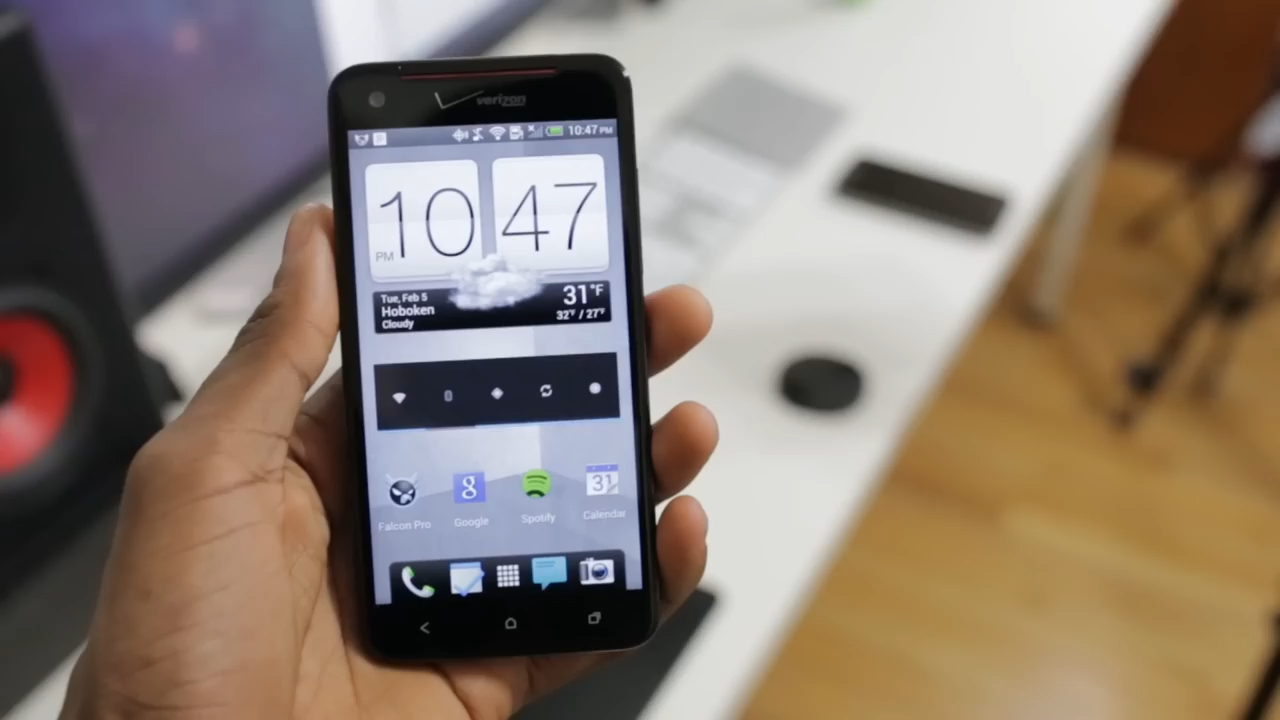 verizon
10:47 PM
10 47
PM
Tue, Feb 5
Hoboken
Cloudy
31°F
32°F / 27°F
8
31
Falcon Pro Google Spotify Calendar